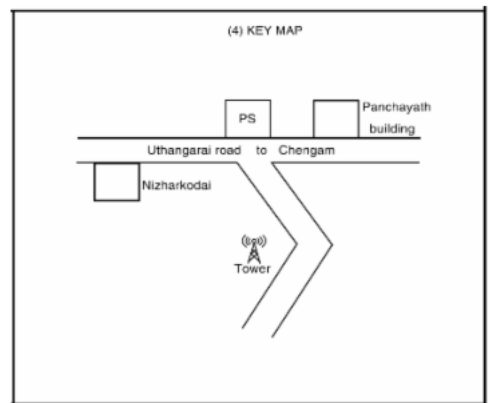 (4) KEY MAP
PS
Panchayath
building
Uthangarai road to Chengam
Nizharkodai
Tower